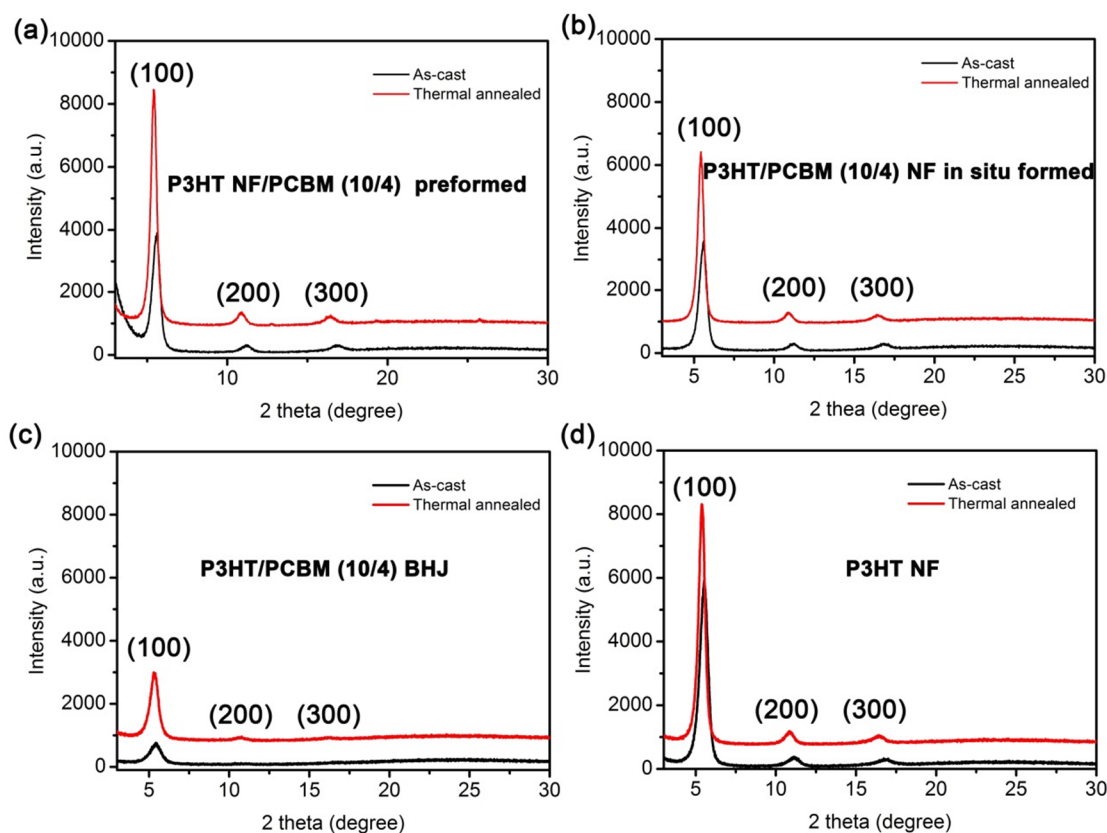 (a)
10000
8000
6000
4000
2000
0
Intensity (a.u.)
(100)
As-cast
Thermal annealed
P3HT NF/PCBM (10/4) preformed
(200) (300)
10 15 20 25 30
2 theta (degree)
(b)
10000
8000
6000
4000
2000
0
Intensity (a.u.)
As-cast
Thermal annealed
(100)
P3HT/PCBM (10/4) NF in situ formed
(200) (300)
5 10 15 20 25 30
2 thea (degree)
(c)
10000
8000
6000
4000
2000
0
Intensity (a.u.)
As-cast
Thermal annealed
P3HT/PCBM (10/4) BHJ
(100)
(200) (300)
5 10 15 20 25 30
2 theta (degree)
(d)
10000
8000
6000
4000
2000
0
Intensity (a.u.)
(100)
As-cast
Thermal annealed
P3HT NF
(200) (300)
5 10 15 20 25 30
2 theta (degree)